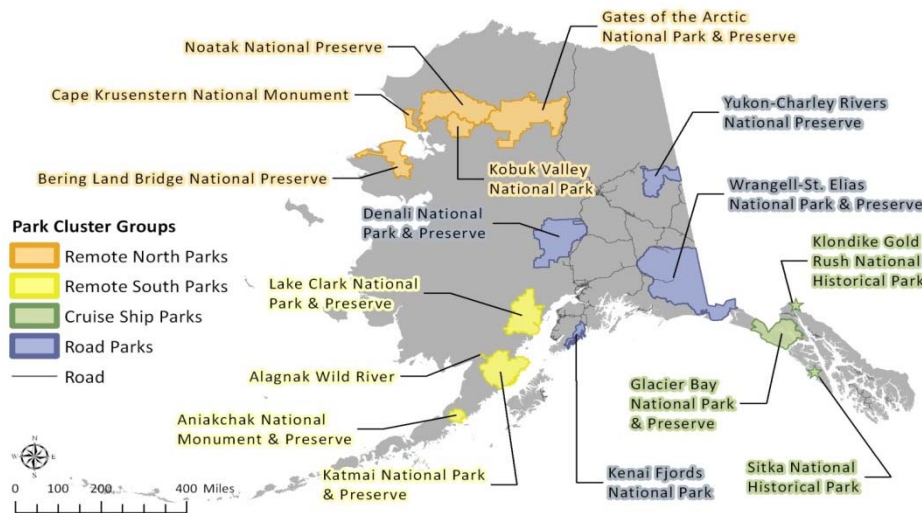 Gates of the Arctic
National Park & Preserve
Noatak National Preserve
Cape Krusenstern National Monument
Yukon-Charley Rivers
National Preserve
Kobuk Valley
National Park
Bering Land Bridge National Preserve
Wrangell-St. Elias
National Park & Preserve
Denali National
Park & Preserve
Klondike Gold
Rush National
Historical Park
Park Cluster Groups
Remote North Parks
Remote South Parks
Cruise Ship Parks
Road Parks
Road
Lake Clark National
Park & Preserve
Alagnak Wild River
Glacier Bay
National Park
& Preserve
Aniakchak National
Monument & Preserve
Katmai National Park
& Preserve
Kenai Fjords
National Park
Sitka National
Historical Park
N
W E
S
0 100 200 400 Miles